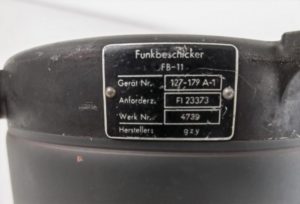 Funkbeschicker
FB-11
Gerät Nr. 127-179 A-1
Anforderz. Fl 23373
Werk Nr. 4739
Hersteller: gzy